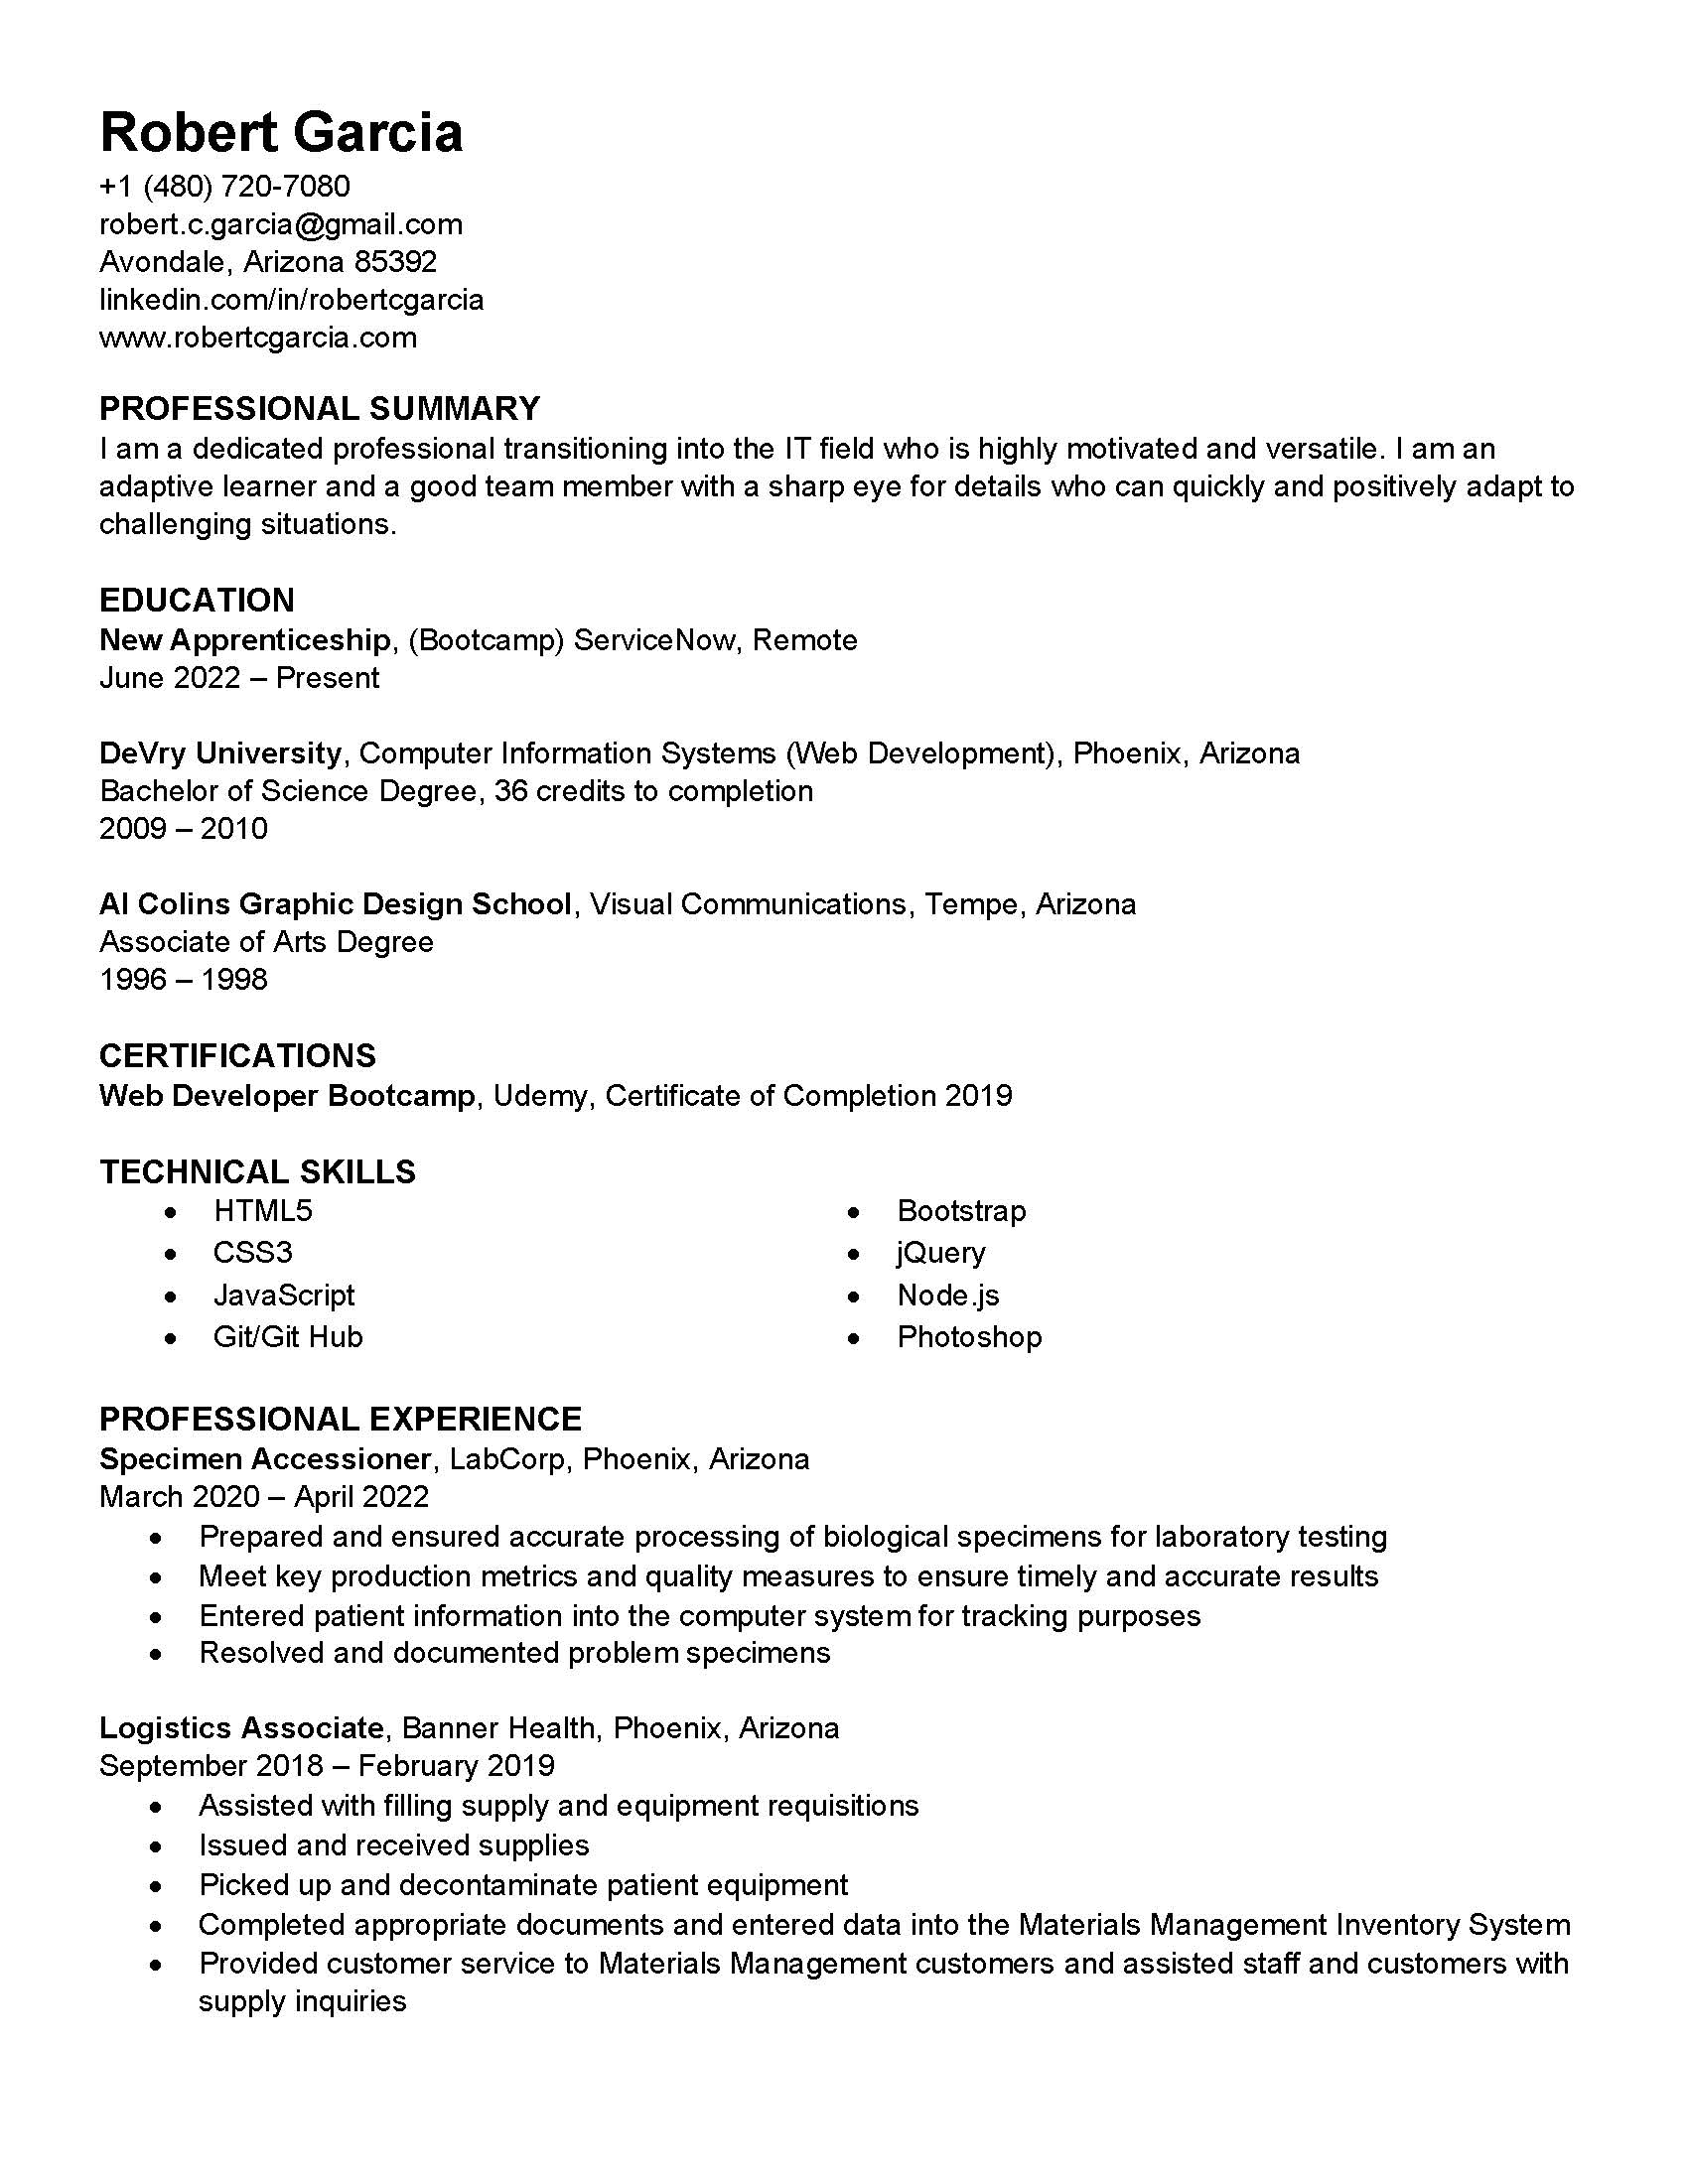 Robert Garcia
+1 (480) 720-7080
robert.c.garcia@gmail.com
Avondale, Arizona 85392
linkedin.com/in/robertcgarcia
www.robertcgarcia.com
PROFESSIONAL SUMMARY
I am a dedicated professional transitioning into the IT field who is highly motivated and versatile. I am an
adaptive learner and a good team member with a sharp eye for details who can quickly and positively adapt to
challenging situations.
EDUCATION
New Apprenticeship, (Bootcamp) ServiceNow, Remote
June 2022 – Present
DeVry University, Computer Information Systems (Web Development), Phoenix, Arizona
Bachelor of Science Degree, 36 credits to completion
2009 – 2010
Al Colins Graphic Design School, Visual Communications, Tempe, Arizona
Associate of Arts Degree
1996 – 1998
CERTIFICATIONS
Web Developer Bootcamp, Udemy, Certificate of Completion 2019
TECHNICAL SKILLS
• HTML5
• CSS3
• JavaScript
• Git/Git Hub
• Bootstrap
• jQuery
• Node.js
• Photoshop
PROFESSIONAL EXPERIENCE
Specimen Accessioner, LabCorp, Phoenix, Arizona
March 2020 – April 2022
• Prepared and ensured accurate processing of biological specimens for laboratory testing
• Meet key production metrics and quality measures to ensure timely and accurate results
• Entered patient information into the computer system for tracking purposes
• Resolved and documented problem specimens
Logistics Associate, Banner Health, Phoenix, Arizona
September 2018 – February 2019
• Assisted with filling supply and equipment requisitions
• Issued and received supplies
• Picked up and decontaminate patient equipment
• Completed appropriate documents and entered data into the Materials Management Inventory System
• Provided customer service to Materials Management customers and assisted staff and customers with
supply inquiries